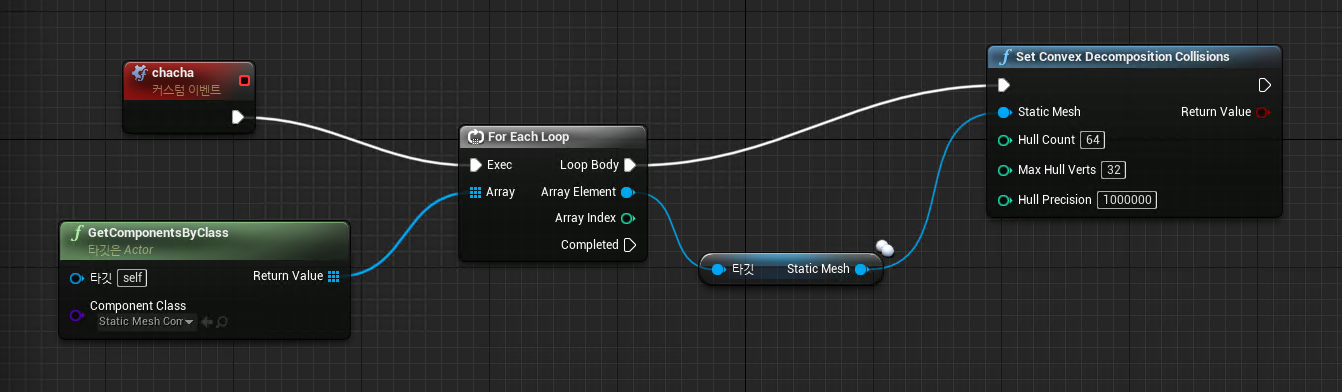 chacha
커스텀 이벤트
GetComponentsByClass
타깃은 Actor
타깃 self
Return Value
Component Class
Static Mesh Com
For Each Loop
Exec
Loop Body
Array
Array Element
Array Index
Completed
타깃
Static Mesh
Set Convex Decomposition Collisions
Static Mesh
Return Value
Hull Count 64
Max Hull Verts 32
Hull Precision 1000000